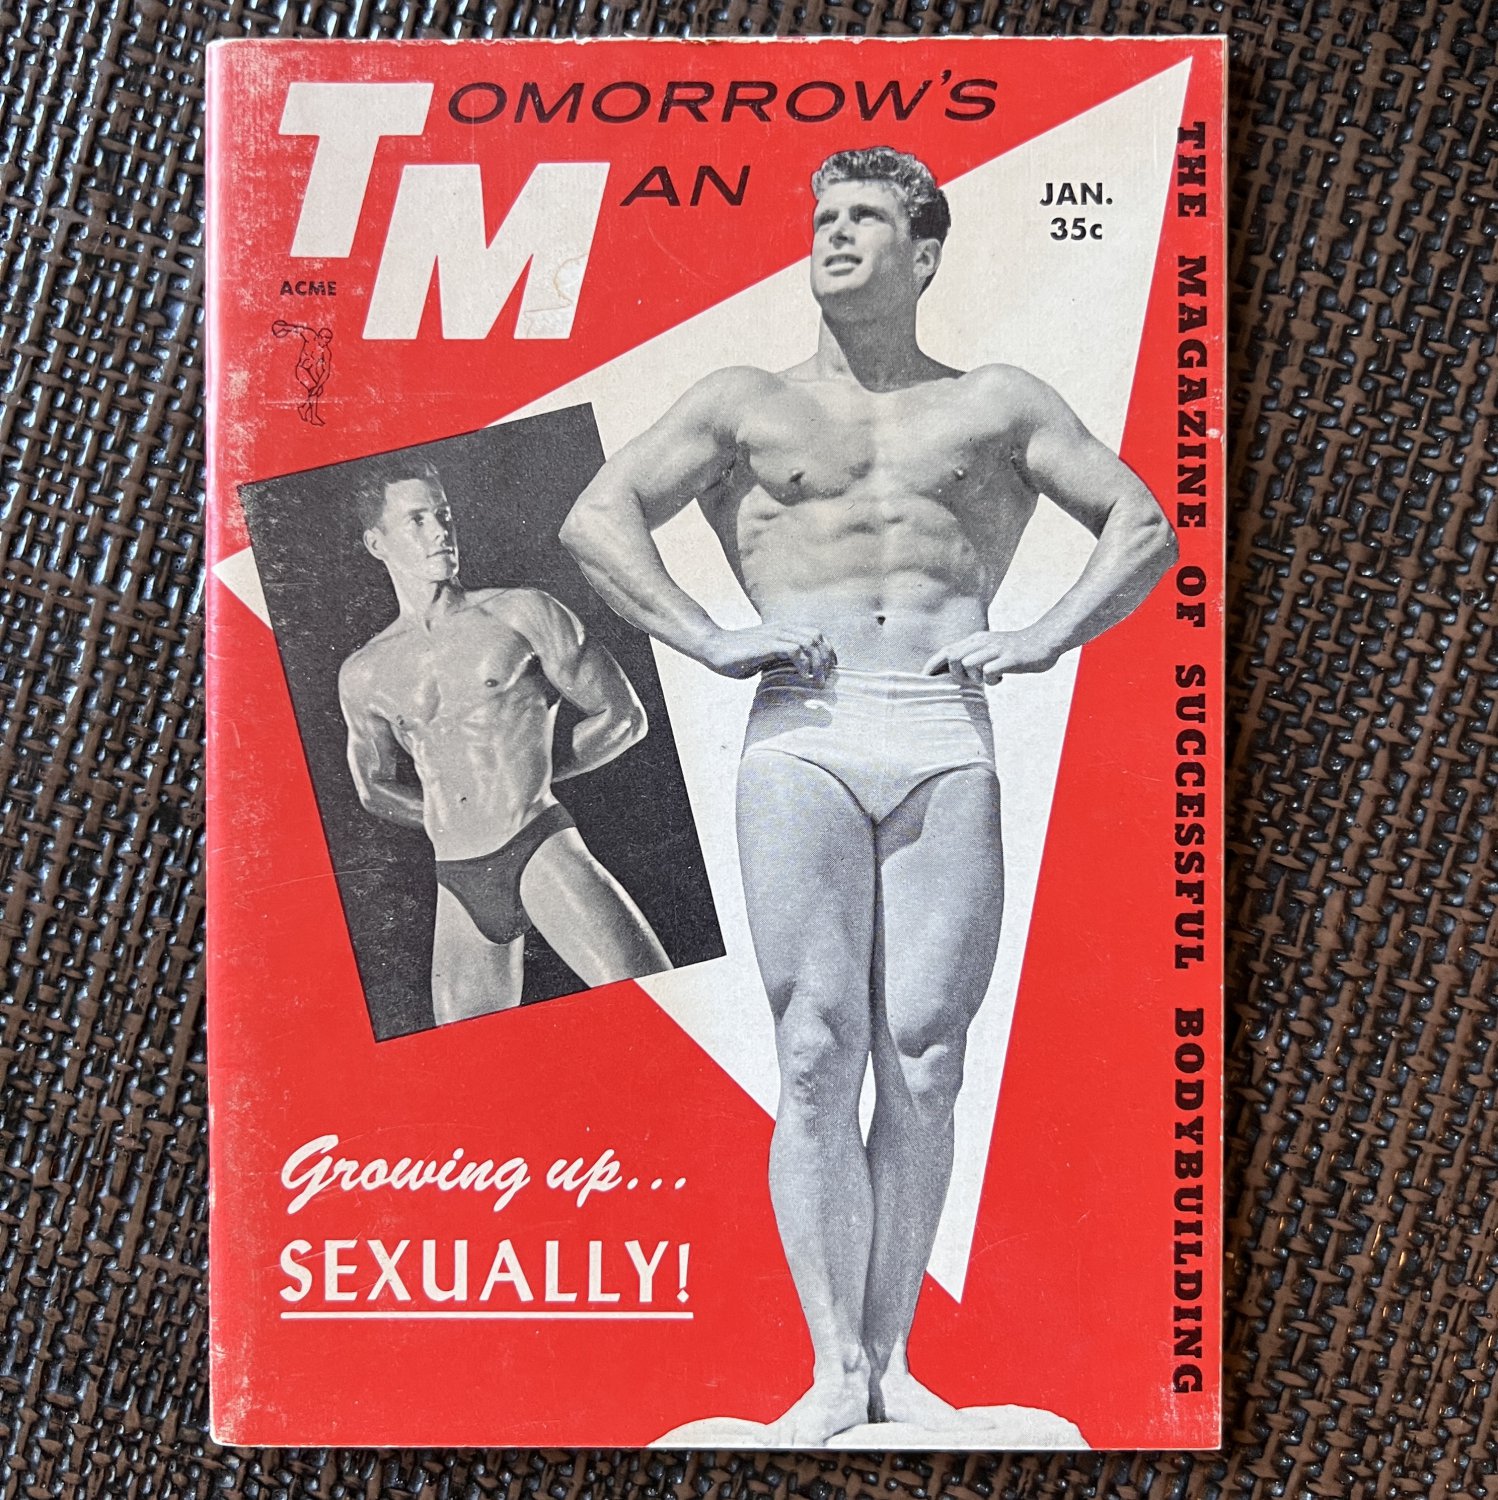 TOMORROW'S
MAN
JAN.
35c
ACME
THE MAGAZINE OF SUCCESSFUL BODYBUILDING
Growing up...
SEXUALLY!